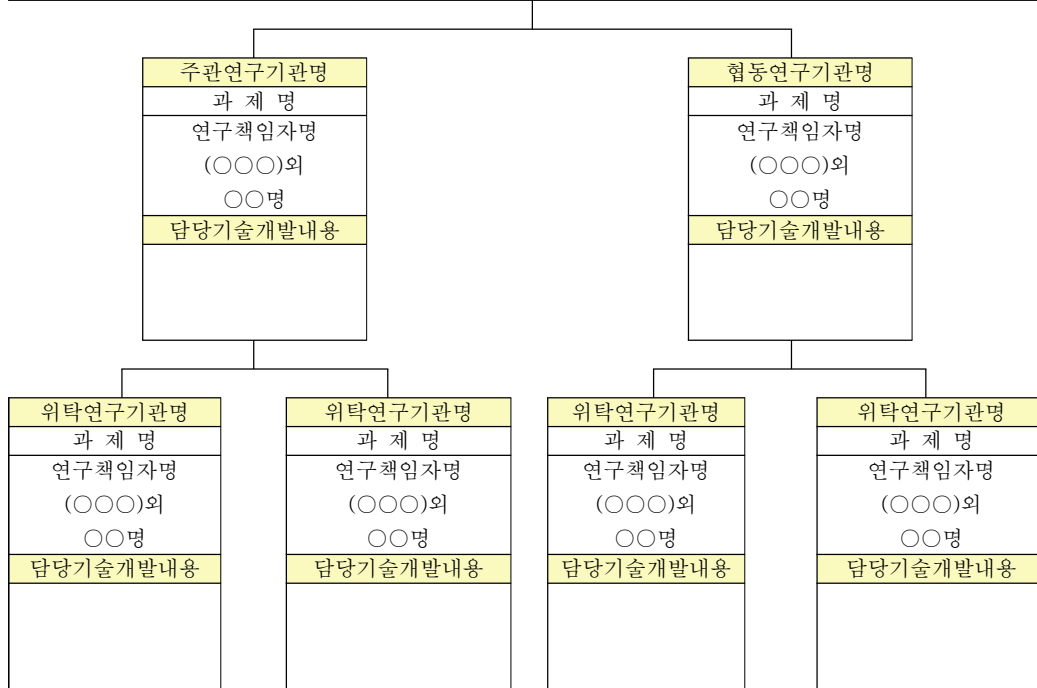 주관연구기관명
과 제 명
연구책임자명
(○○○)외
○○명
담당기술개발내용
협동연구기관명
과 제 명
연구책임자명
(○○○)외
○○명
담당기술개발내용
위탁연구기관명
과 제 명
연구책임자명
(○○○)외
○○명
담당기술개발내용
위탁연구기관명
과 제 명
연구책임자명
(○○○)외
○○명
담당기술개발내용
위탁연구기관명
과 제 명
연구책임자명
(○○○)외
○○명
담당기술개발내용
위탁연구기관명
과 제 명
연구책임자명
(○○○)외
○○명
담당기술개발내용